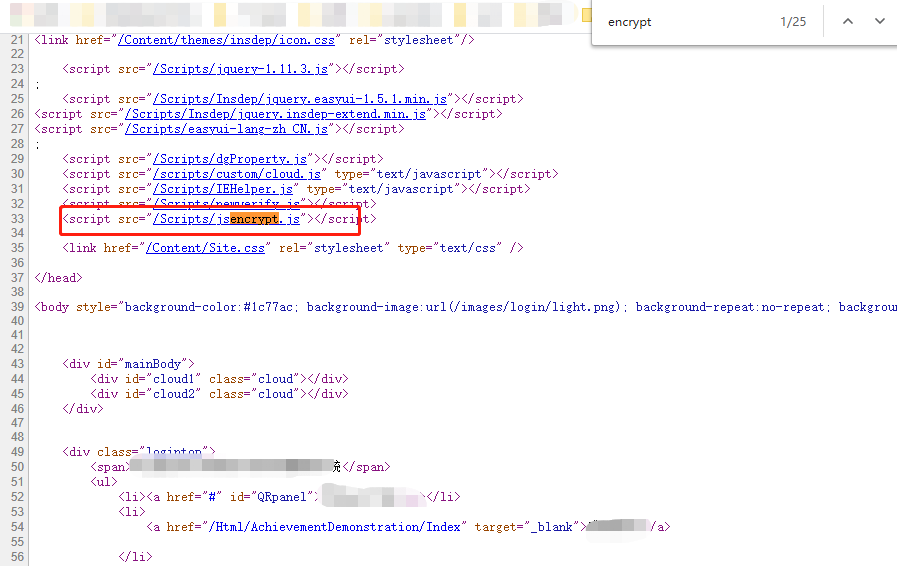 encrypt 1/25
21 <link href="/Content/themes/insdep/icon.css" rel="stylesheet"/>
22
23 <script src="/Scripts/jquery-1.11.3.js"></script>
24 ;
25 <script src="/Scripts/Insdep/jquery.easyui-1.5.1.min.js"></script>
26 <script src="/Scripts/Insdep/jquery.insdep-extend.min.js"></script>
27 <script src="/Scripts/easyui-lang-zh_CN.js"></script>
28 ;
29 <script src="/Scripts/dgProperty.js"></script>
30 <script src="/scripts/custom/cloud.js" type="text/javascript"></script>
31 <script src="/Scripts/IEHelper.js" type="text/javascript"></script>
32 <script src="/Scripts/newverify.js"></script>
33 <script src="/Scripts/jsencrypt.js"></script>
34
35 <link href="/Content/Site.css" rel="stylesheet" type="text/css" />
36
37 </head>
38
39 <body style="background-color:#1c77ac; background-image:url(/images/login/light.png); background-repeat:no-repeat; backgroun
40
41
42
43 <div id="mainBody">
44 <div id="cloud1" class="cloud"></div>
45 <div id="cloud2" class="cloud"></div>
46 </div>
47
48
49 <div class="logintop">
50 <span> 统</span>
51 <ul>
52 <li><a href="#" id="QRpanel"> </li>
53 <li>
54 <a href="/Html/AchievementDemonstration/Index" target="_blank"> /a>
55
56 </li>